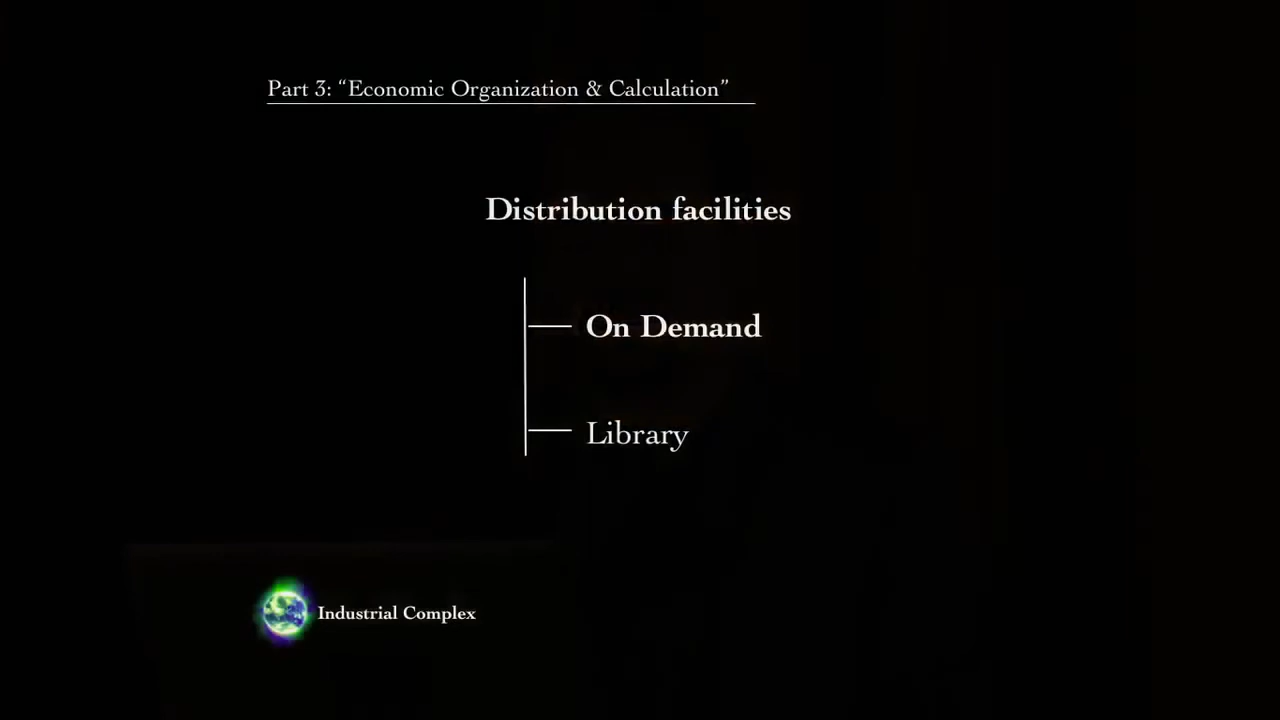 Part 3: “Economic Organization & Calculation”
Distribution facilities
On Demand
Library
Industrial Complex